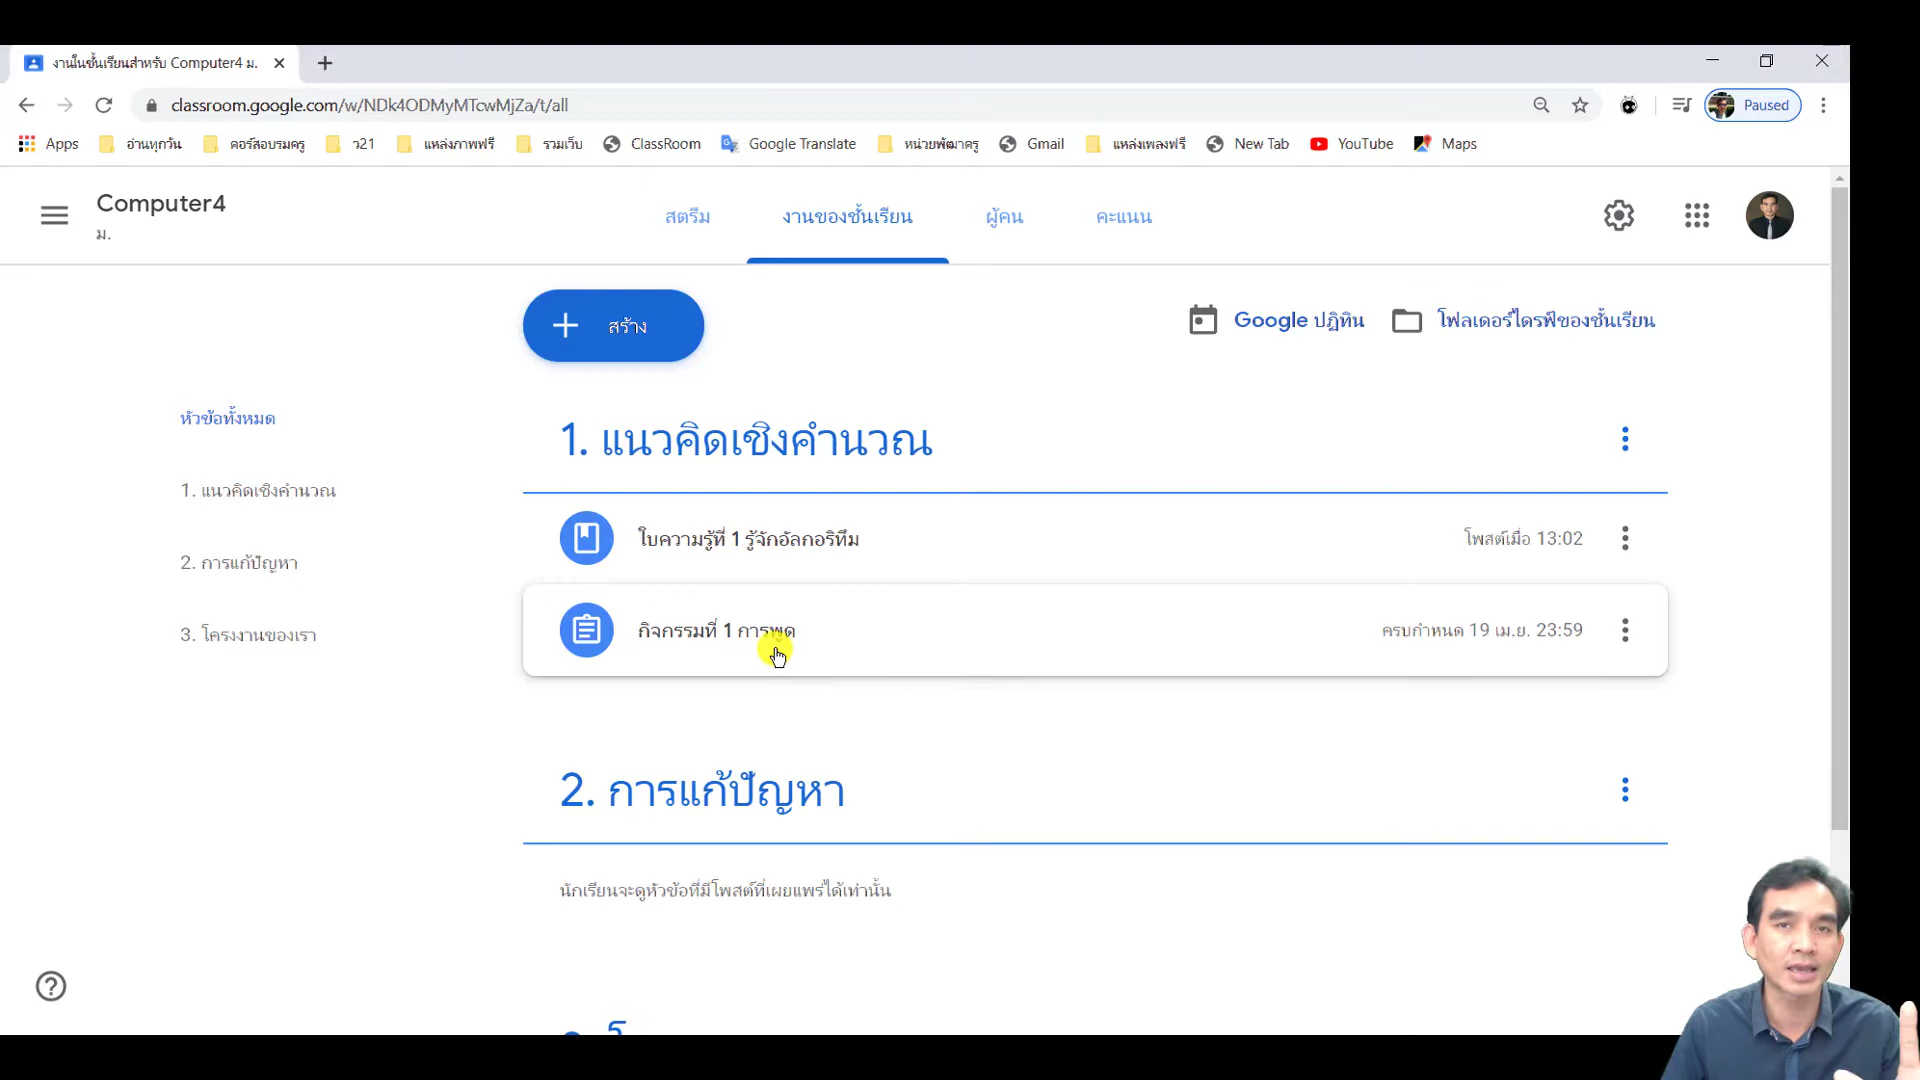 งานในชั้นเรียนสำหรับ Computer4 ม.
classroom.google.com/w/NDk4ODMyMTcwMjZa/t/all
Paused
Apps อ่านทุกวัน คอร์สอบรมครู ว21 แหล่งภาพฟรี รวมเว็บ ClassRoom Google Translate หน่วยพัฒาครู Gmail แหล่งเพลงฟรี New Tab YouTube Maps
Computer4
ม.
สตรีม งานของชั้นเรียน ผู้คน คะแนน
สร้าง
Google ปฏิทิน โฟลเดอร์ไดรฟ์ของชั้นเรียน
หัวข้อทั้งหมด
1. แนวคิดเชิงคำนวณ
2. การแก้ปัญหา
3. โครงงานของเรา
1. แนวคิดเชิงคำนวณ
ใบความรู้ที่ 1 รู้จักอัลกอริทึม โพสต์เมื่อ 13:02
กิจกรรมที่ 1 การพูด ครบกำหนด 19 เม.ย. 23:59
2. การแก้ปัญหา
นักเรียนจะดูหัวข้อที่มีโพสต์ที่เผยแพร่ได้เท่านั้น